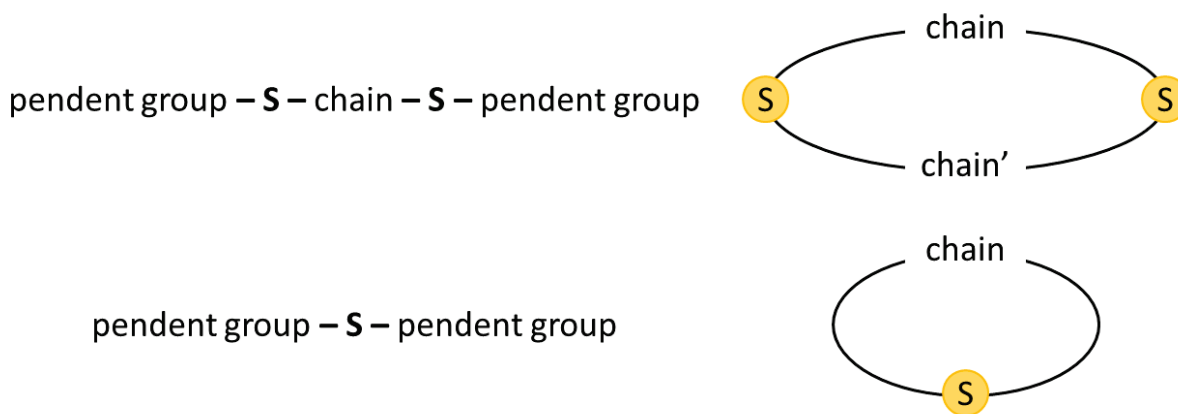 chain
pendent group – S – chain – S – pendent group
S
S
chain’
chain
pendent group – S – pendent group
S